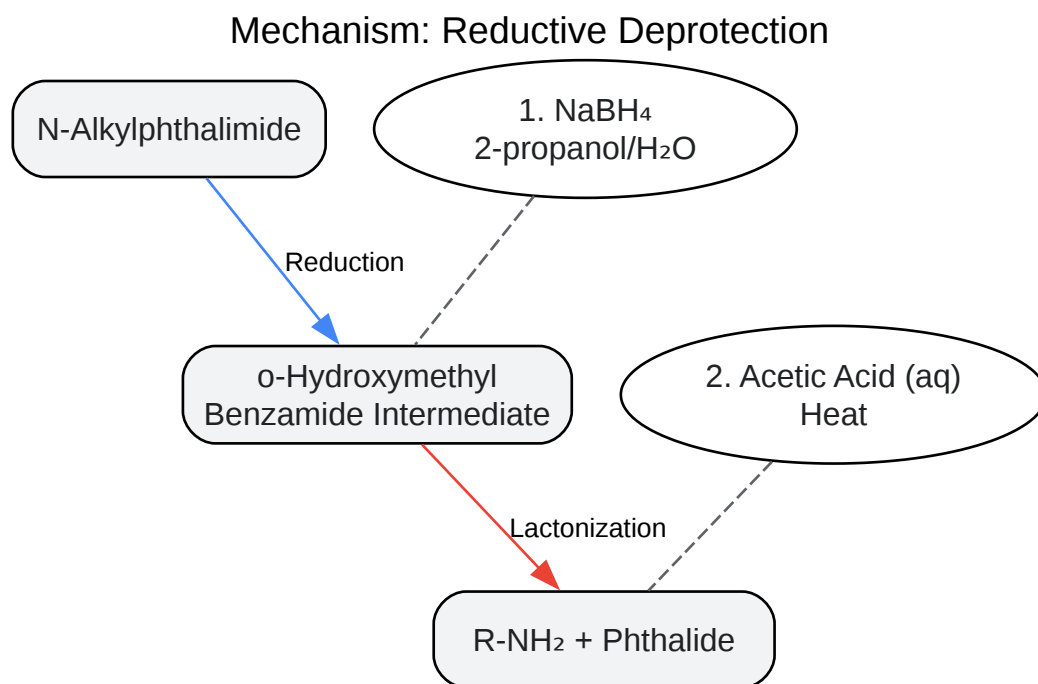 Mechanism: Reductive Deprotection
N-Alkylphthalimide
1. NaBH₄
2-propanol/H₂O
Reduction
o-Hydroxymethyl
Benzamide Intermediate
2. Acetic Acid (aq)
Heat
Lactonization
R-NH₂ + Phthalide